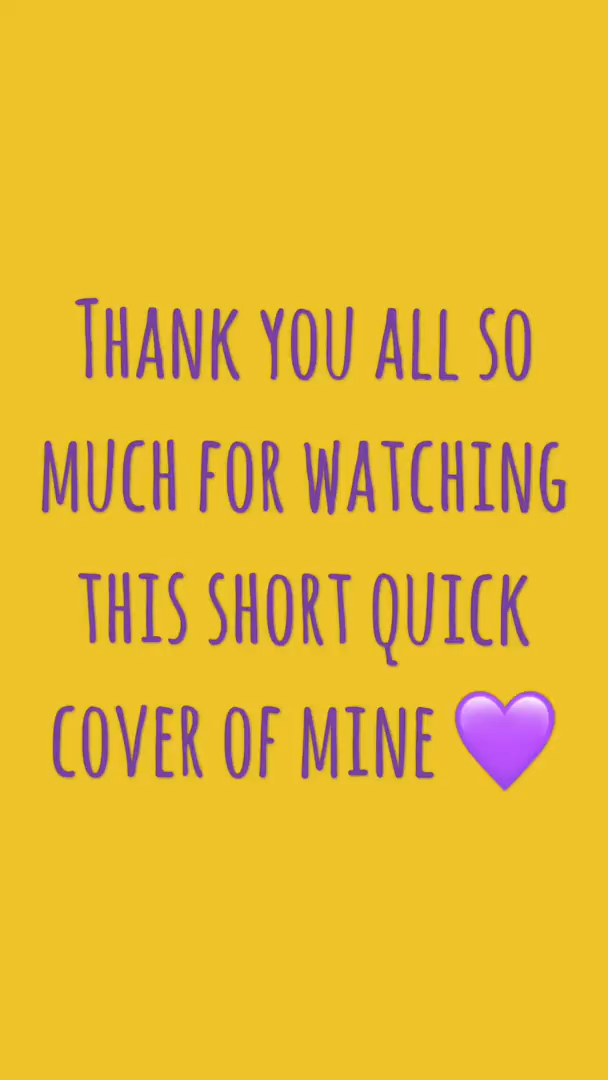 Thank you all so
much for watching
this short quick
cover of mine 💜